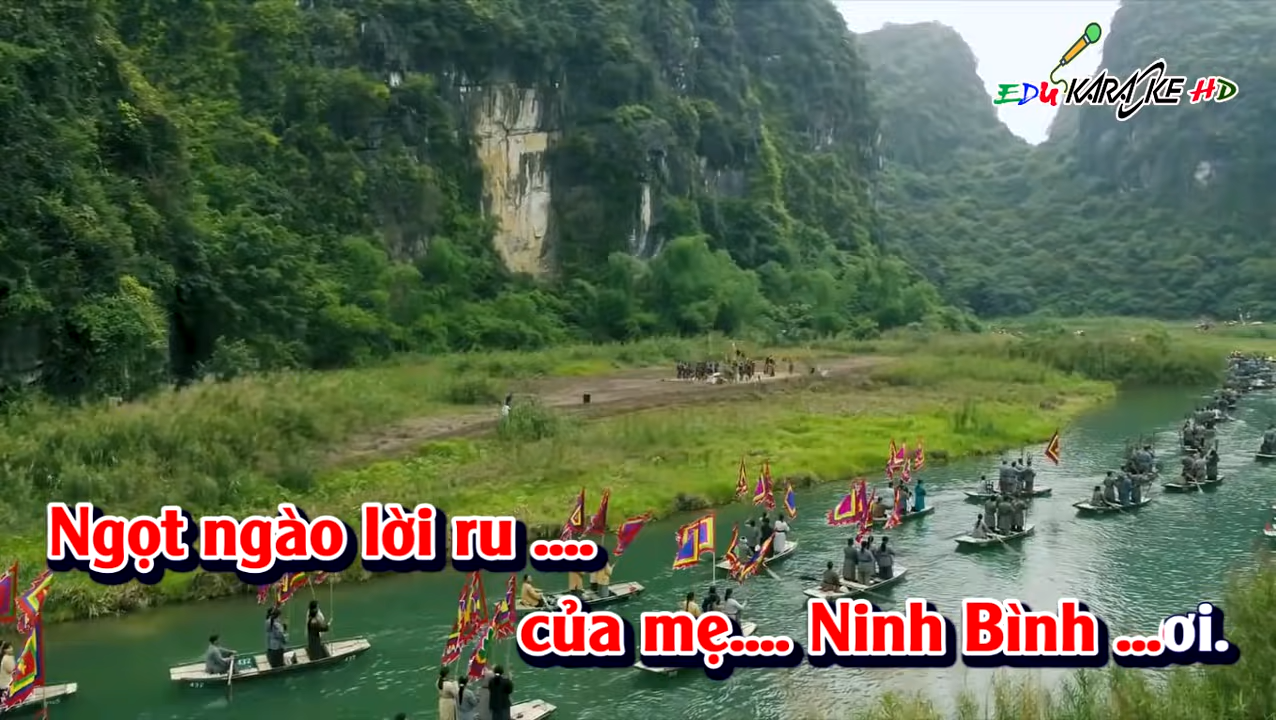 EDU KARAOKE HD
Ngọt ngào lời ru ....
của mẹ.... Ninh Bình ...ơi.